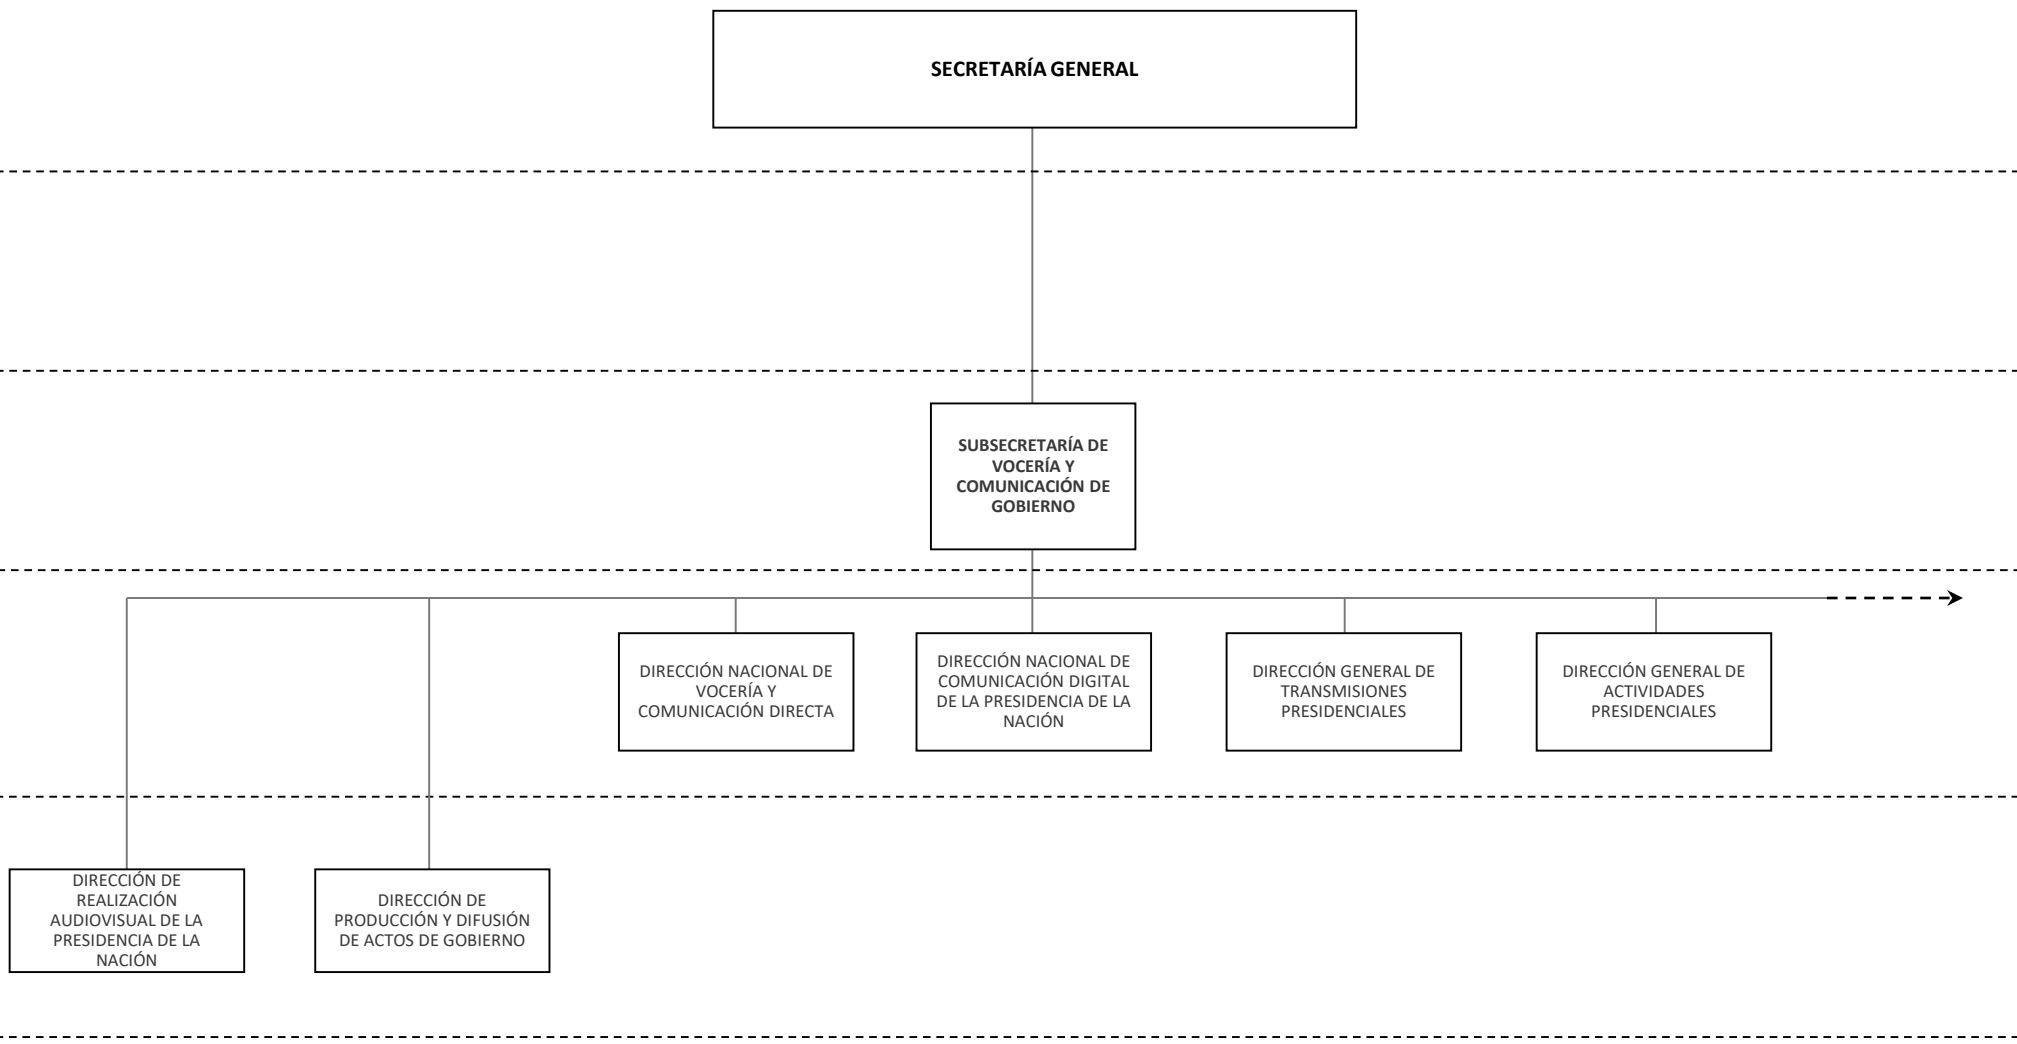 SECRETARÍA GENERAL
SUBSECRETARÍA DE
VOCERÍA Y
COMUNICACIÓN DE
GOBIERNO
DIRECCIÓN NACIONAL DE
VOCERÍA Y
COMUNICACIÓN DIRECTA
DIRECCIÓN NACIONAL DE
COMUNICACIÓN DIGITAL
DE LA PRESIDENCIA DE LA
NACIÓN
DIRECCIÓN GENERAL DE
TRANSMISIONES
PRESIDENCIALES
DIRECCIÓN GENERAL DE
ACTIVIDADES
PRESIDENCIALES
DIRECCIÓN DE
REALIZACIÓN
AUDIOVISUAL DE LA
PRESIDENCIA DE LA
NACIÓN
DIRECCIÓN DE
PRODUCCIÓN Y DIFUSIÓN
DE ACTOS DE GOBIERNO